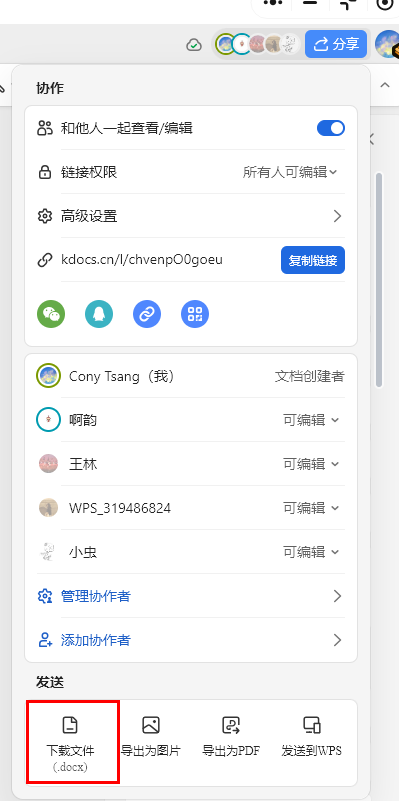 分享
协作
和他人一起查看/编辑
链接权限 所有人可编辑
高级设置
kdocs.cn/l/chvenpO0goeu 复制链接
Cony Tsang（我） 文档创建者
啊韵 可编辑
王林 可编辑
WPS_319486824 可编辑
小虫 可编辑
管理协作者
添加协作者
发送
下载文件 导出为图片 导出为PDF 发送到WPS
(.docx)